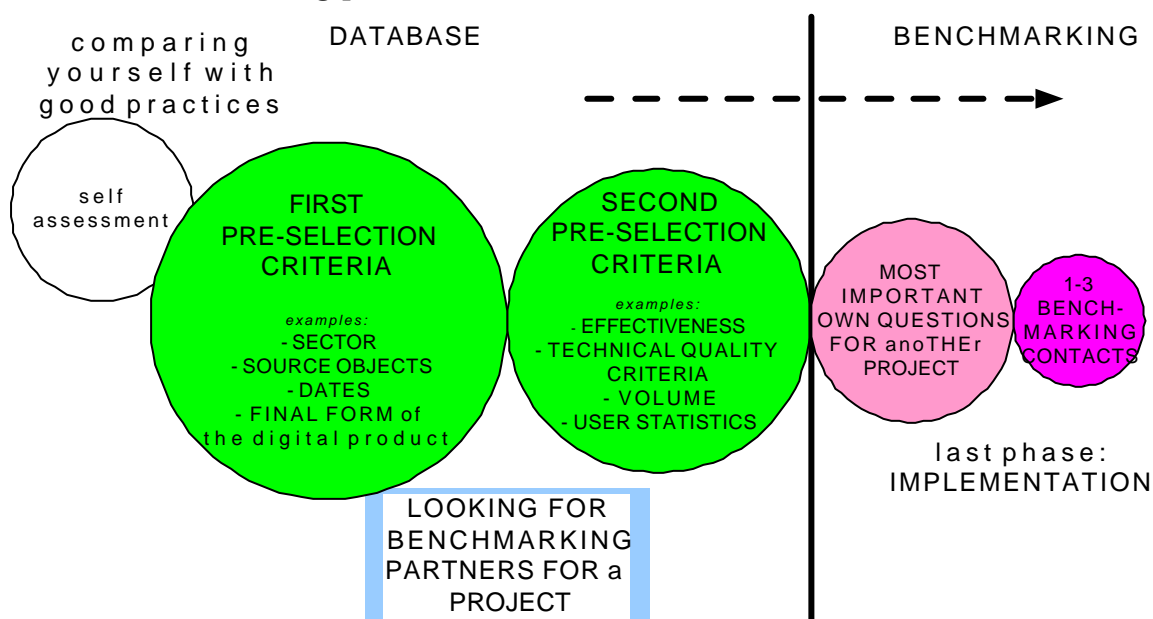 comparing
yourself with
good practices
DATABASE
BENCHMARKING
self
assessment
FIRST
PRE-SELECTION
CRITERIA
examples:
- SECTOR
- SOURCE OBJECTS
- DATES
- FINAL FORM of
the digital product
SECOND
PRE-SELECTION
CRITERIA
examples:
- EFFECTIVENESS
- TECHNICAL QUALITY
CRITERIA
- VOLUME
- USER STATISTICS
MOST
IMPORTANT
OWN QUESTIONS
FOR anoTHEr
PROJECT
1-3
BENCH-
MARKING
CONTACTS
last phase:
IMPLEMENTATION
LOOKING FOR
BENCHMARKING
PARTNERS FOR a
PROJECT